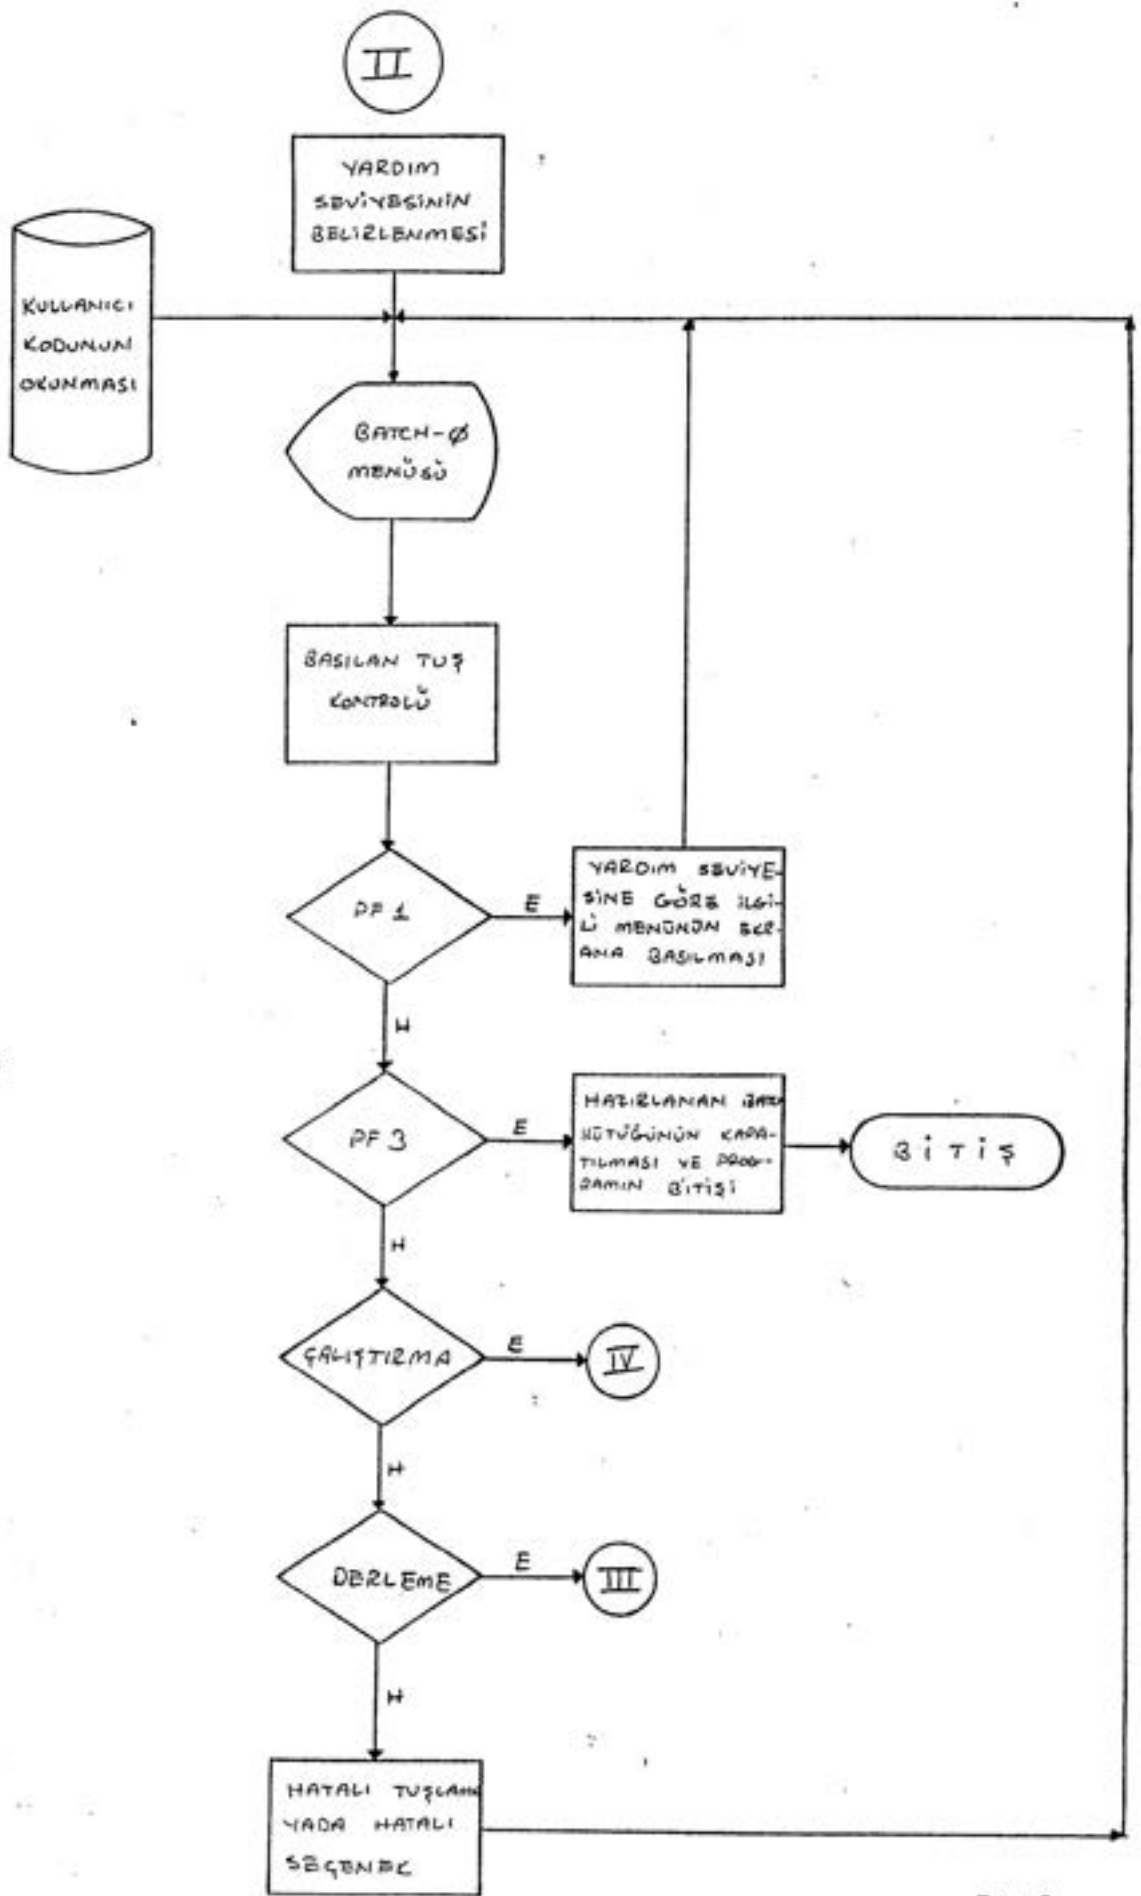 II
YARDIM
SEVİYESİNİN
BELİRLENMESİ
KULLANICI
KODUNUN
OKUNMASI
BATCH-Ø
MENÜSÜ
BASILAN TUŞ
KONTROLÜ
PF 1
E
YARDIM SEVİYE-
SİNE GÖRE İLGİ-
Lİ MENÜNÜN EKR-
ANA BASILMASI
H
PF 3
E
HAZIRLANAN
KÜTÜĞÜNÜN KAPA-
TILMASI VE PROG-
RAMIN BİTİŞİ
BİTİŞ
H
ÇALIŞTIRMA
E
IV
H
DERLEME
E
III
H
HATALI TUŞLAMA
YADA HATALI
SEÇENEK